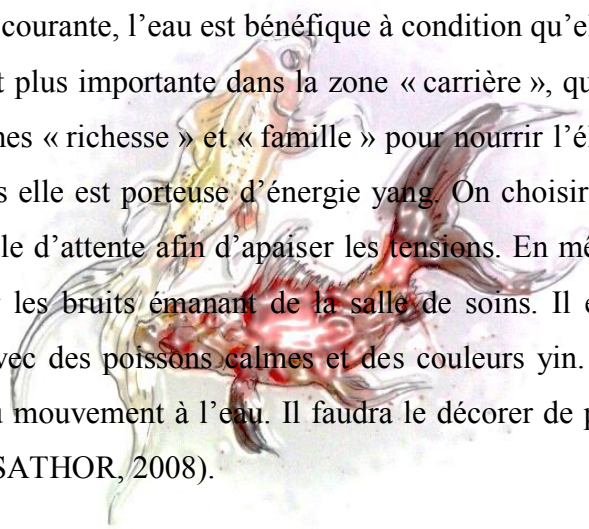 courante, l’eau est bénéfique à condition qu’el
t plus importante dans la zone « carrière », qu
nes « richesse » et « famille » pour nourrir l’él
s elle est porteuse d’énergie yang. On choisir
le d’attente afin d’apaiser les tensions. En mê
r les bruits émanant de la salle de soins. Il e
vec des poissons calmes et des couleurs yin.
u mouvement à l’eau. Il faudra le décorer de p
SATHOR, 2008).